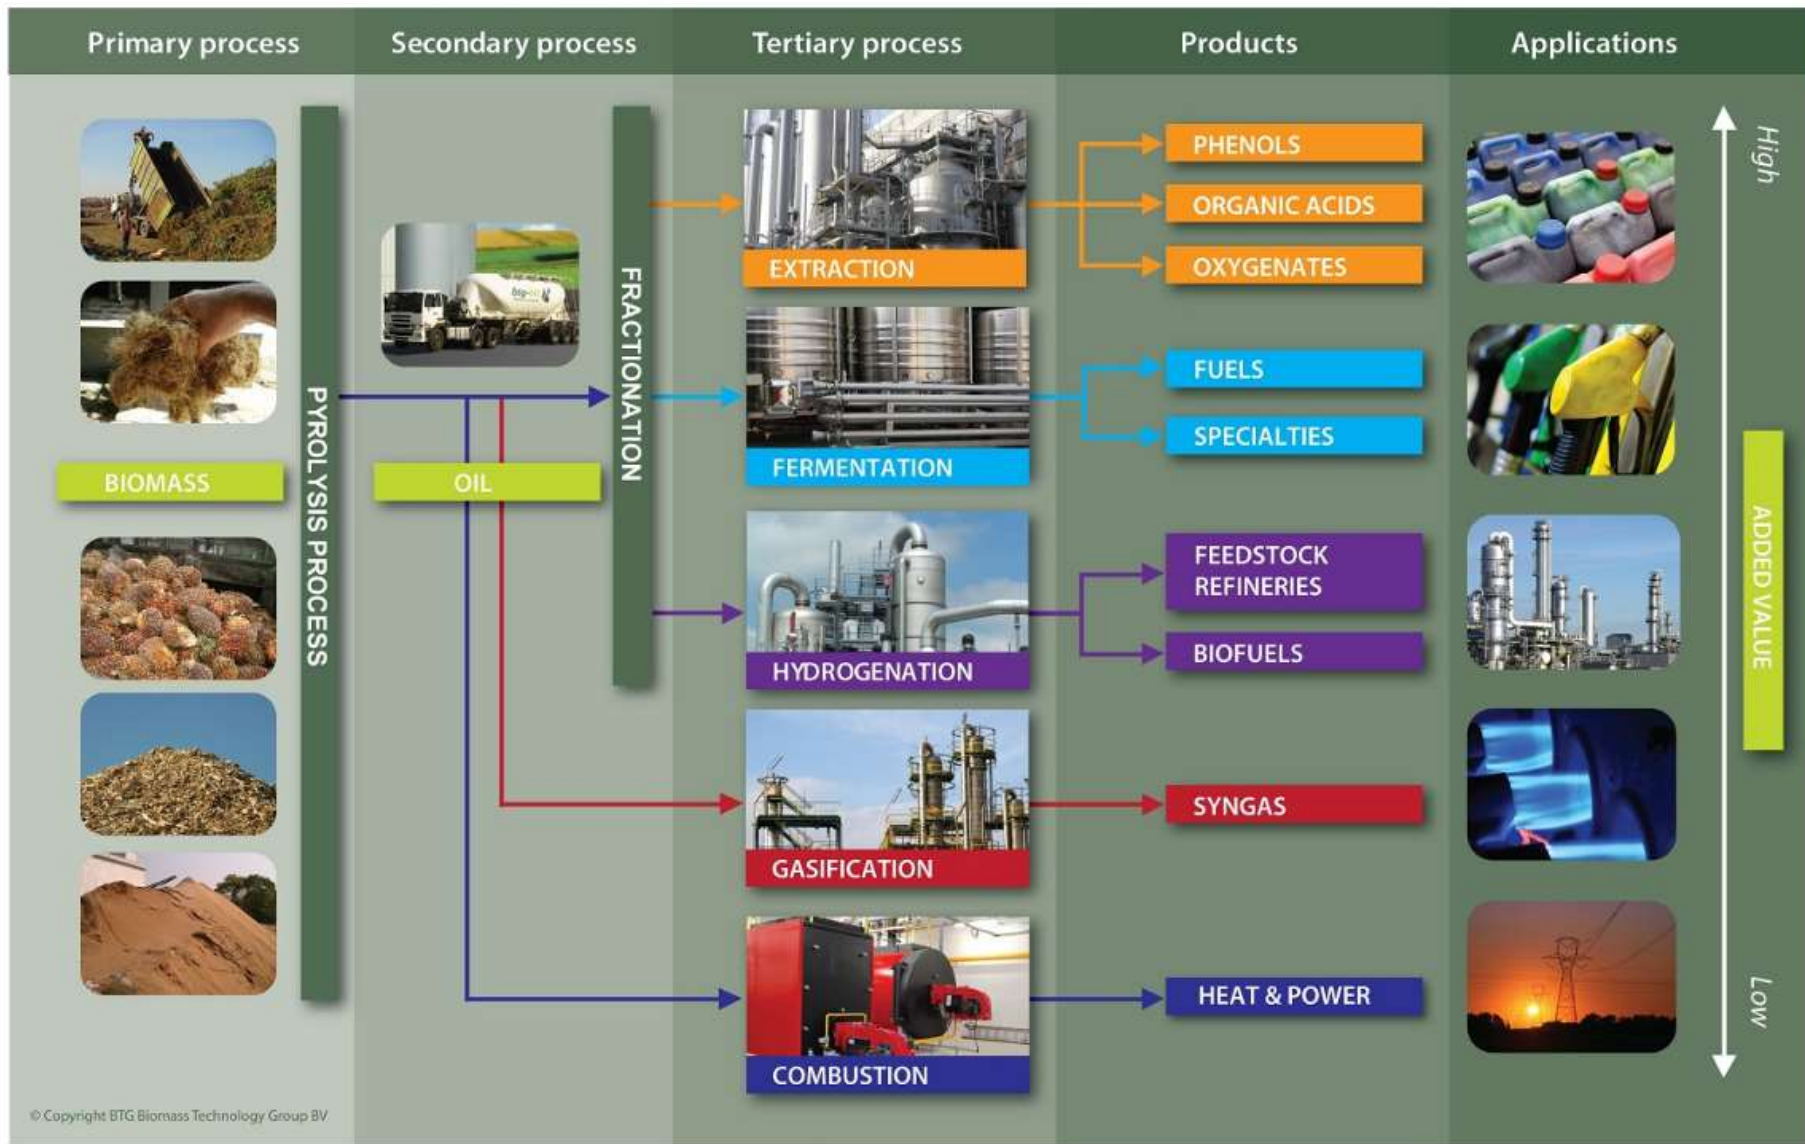 Primary process
Secondary process
Tertiary process
Products
Applications
BIOMASS
PYROLYSIS PROCESS
OIL
FRACTIONATION
EXTRACTION
PHENOLS
ORGANIC ACIDS
OXYGENATES
FERMENTATION
FUELS
SPECIALTIES
HYDROGENATION
FEEDSTOCK
REFINERIES
BIOFUELS
GASIFICATION
SYNGAS
COMBUSTION
HEAT & POWER
High
ADDED VALUE
Low
© Copyright BTG Biomass Technology Group BV